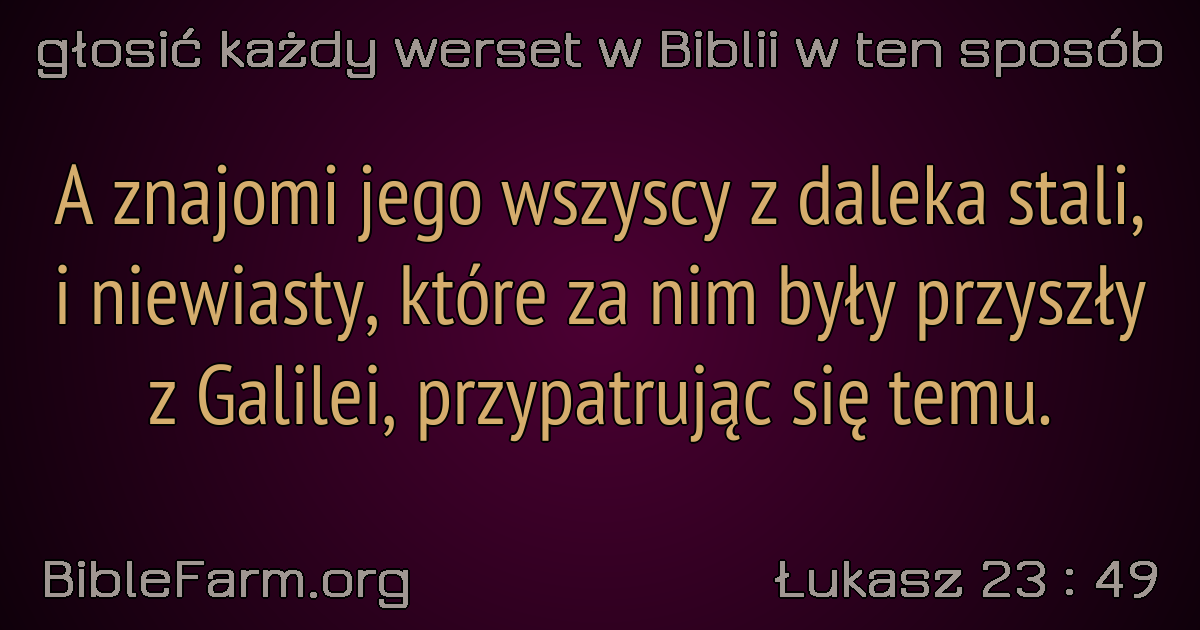 głosić każdy werset w Biblii w ten sposób
A znajomi jego wszyscy z daleka stali,
i niewiasty, które za nim były przyszły
z Galilei, przypatrując się temu.
BibleFarm.org
Łukasz 23 : 49